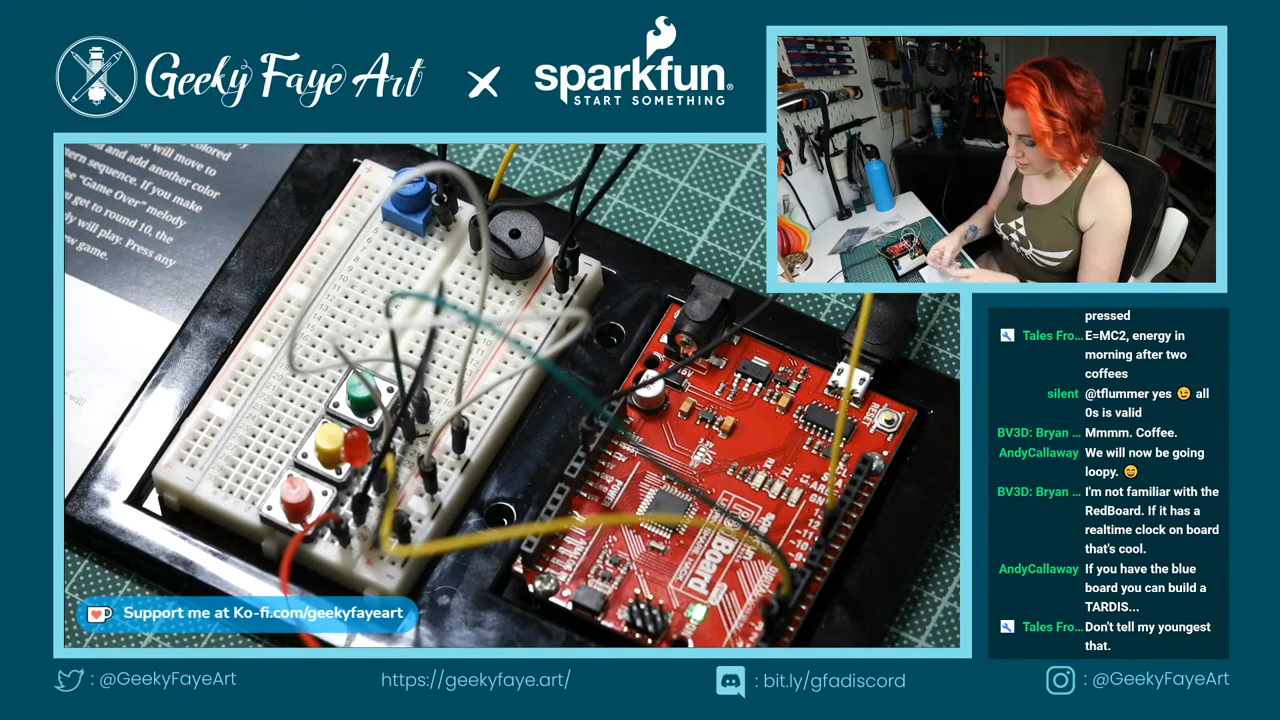 Geeky Faye Art
sparkfun®
START SOMETHING
colored
will move to
sequence. If you make
and add another color
the "Game Over" melody
get to round 10, the
will play. Press any
new game.
RESET
POWER
RedBoard
Support me at Ko-fi.com/geekyfayeart
pressed
Tales Fro... E=MC2, energy in
morning after two
coffees
silent @tflummer yes 😉 all
0s is valid
BV3D: Bryan ... Mmmm. Coffee.
AndyCallaway We will now be going
loopy. 😄
BV3D: Bryan ... I'm not familiar with the
RedBoard. If it has a
realtime clock on board
that's cool.
AndyCallaway If you have the blue
board you can build a
TARDIS...
Tales Fro... Don't tell my youngest
that.
: @GeekyFayeArt
https://geekyfaye.art/
: bit.ly/gfadiscord
: @GeekyFayeArt